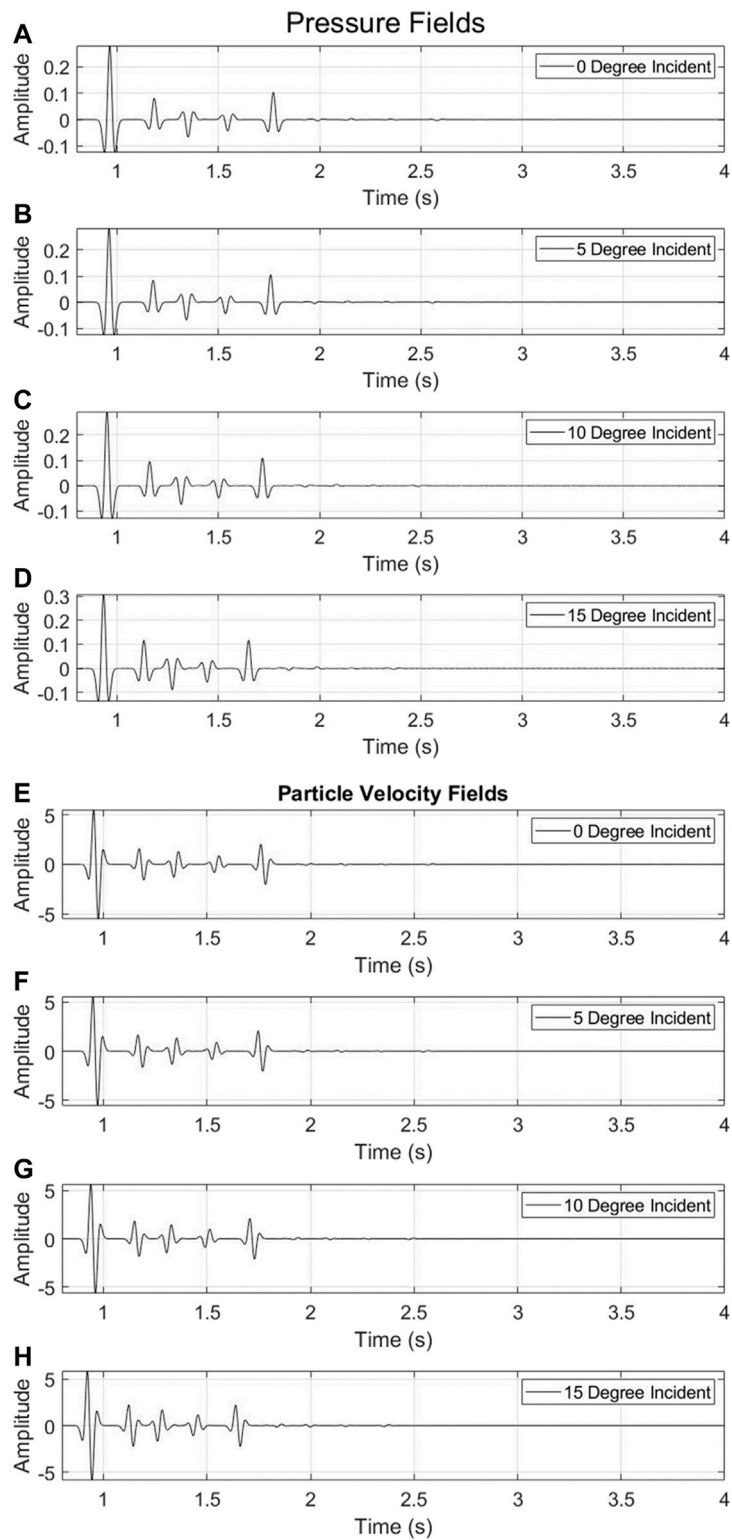 A
Pressure Fields
Amplitude
0.2
0.1
0
-0.1
0 Degree Incident
1 1.5 2 2.5 3 3.5 4
Time (s)
B
Amplitude
0.2
0.1
0
-0.1
5 Degree Incident
1 1.5 2 2.5 3 3.5 4
Time (s)
C
Amplitude
0.2
0.1
0
-0.1
10 Degree Incident
1 1.5 2 2.5 3 3.5 4
Time (s)
D
Amplitude
0.3
0.2
0.1
0
-0.1
15 Degree Incident
1 1.5 2 2.5 3 3.5 4
Time (s)
E
Particle Velocity Fields
Amplitude
5
0
-5
0 Degree Incident
1 1.5 2 2.5 3 3.5 4
Time (s)
F
Amplitude
5
0
-5
5 Degree Incident
1 1.5 2 2.5 3 3.5 4
Time (s)
G
Amplitude
5
0
-5
10 Degree Incident
1 1.5 2 2.5 3 3.5 4
Time (s)
H
Amplitude
5
0
-5
15 Degree Incident
1 1.5 2 2.5 3 3.5 4
Time (s)